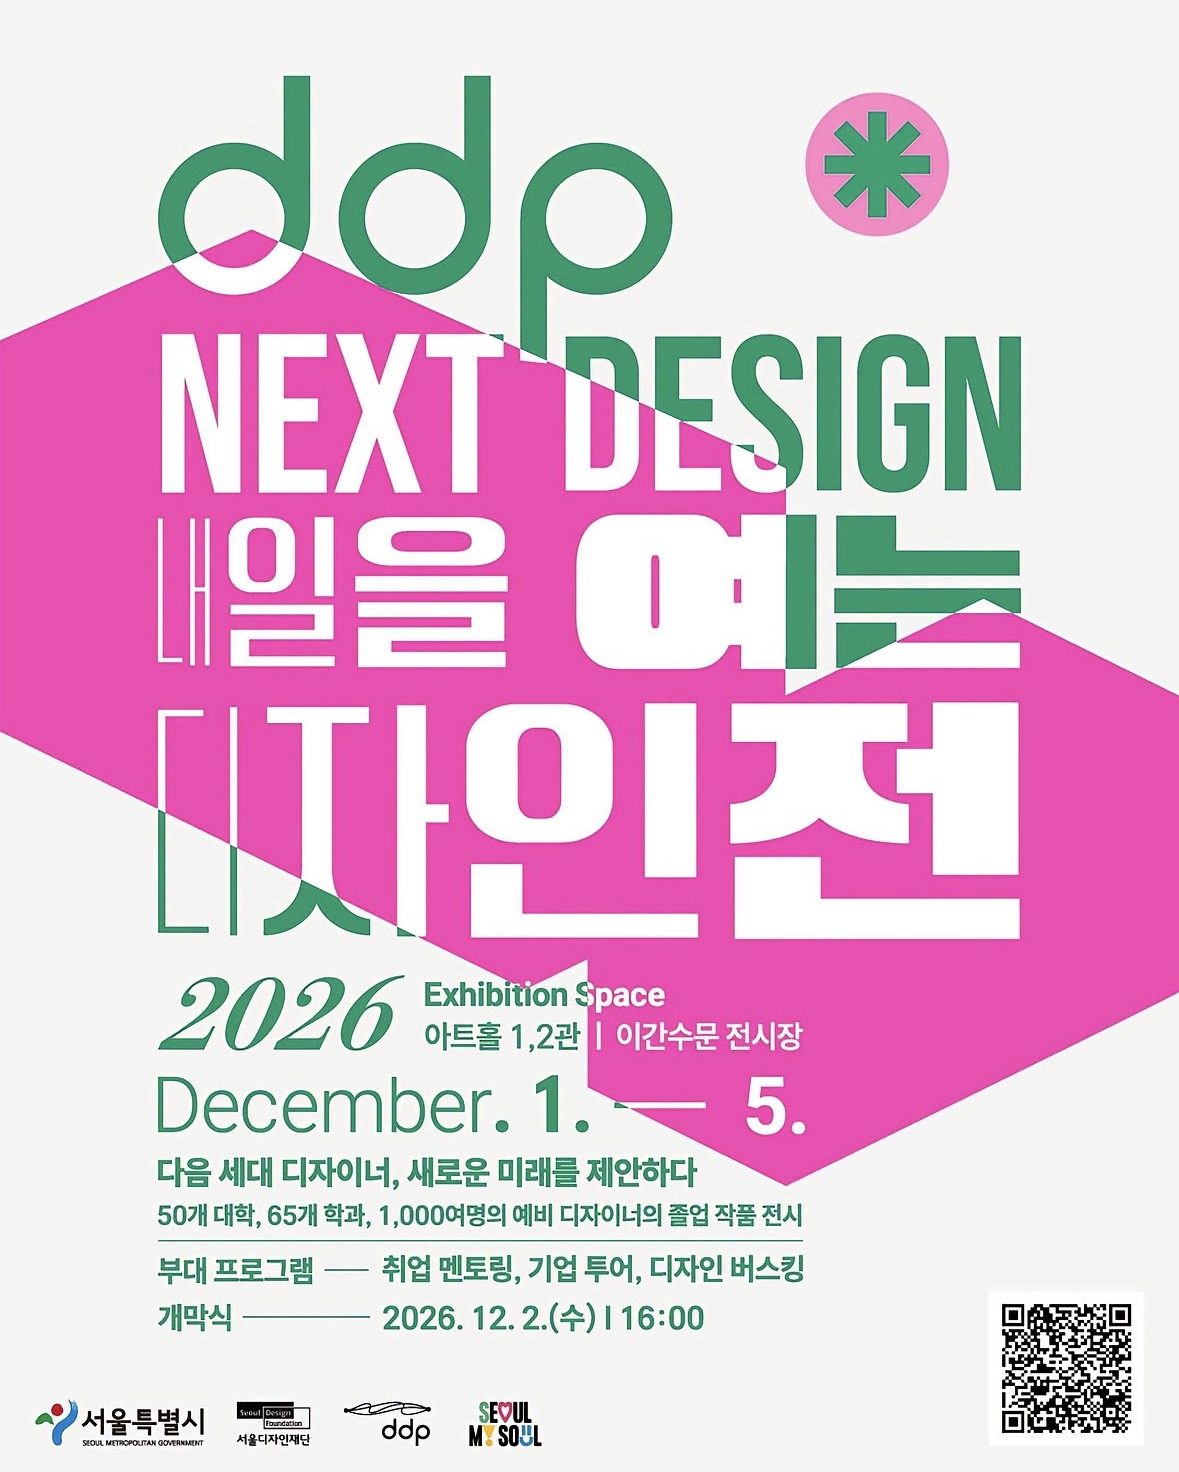 ddp
NEXT DESIGN
내일을 여는
디자인전
2026
Exhibition Space
아트홀 1,2관 | 이간수문 전시장
December. 1. — 5.
다음 세대 디자이너, 새로운 미래를 제안하다
50개 대학, 65개 학과, 1,000여명의 예비 디자이너의 졸업 작품 전시
부대 프로그램 — 취업 멘토링, 기업 투어, 디자인 버스킹
개막식 — 2026. 12. 2.(수) | 16:00
서울특별시
SEOUL METROPOLITAN GOVERNMENT
Seoul Design
Foundation
서울디자인재단
ddp
SEOUL
MY SOUL